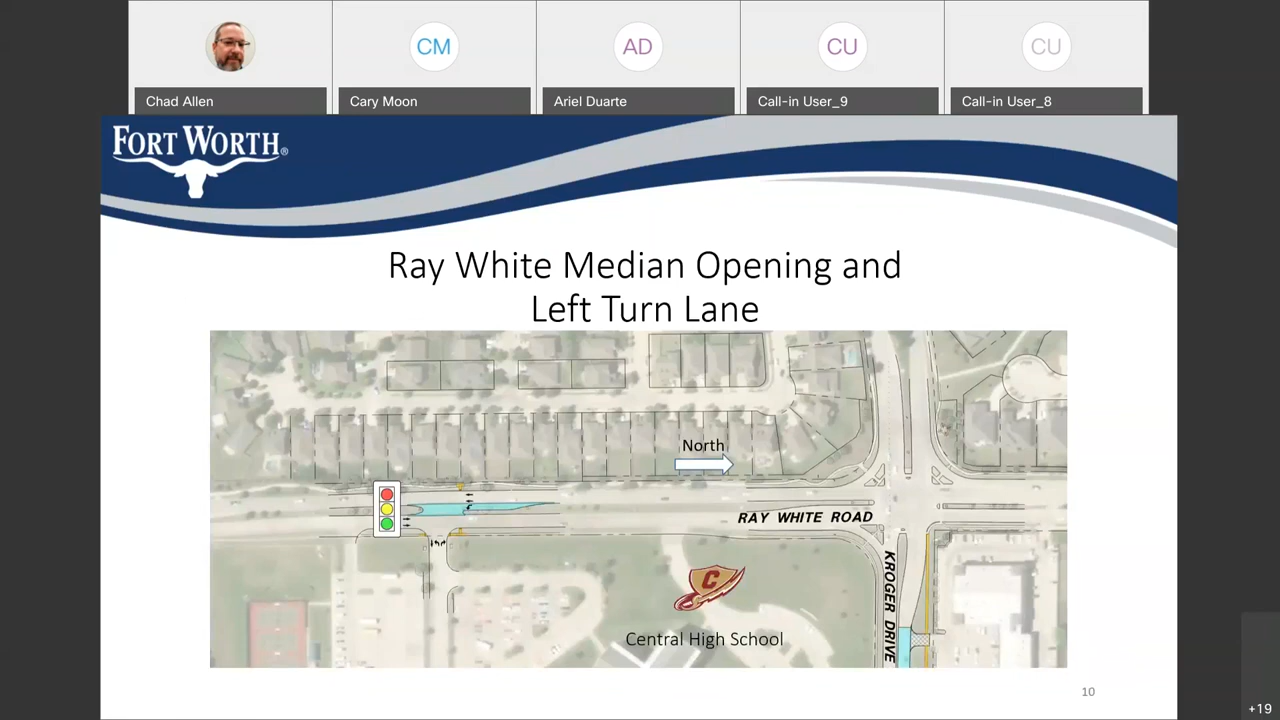 CM
AD
CU
CU
Chad Allen
Cary Moon
Ariel Duarte
Call-in User_9
Call-in User_8
FORT WORTH®
Ray White Median Opening and
Left Turn Lane
North
RAY WHITE ROAD
KROGER DRIVE
C
Central High School
10
+19